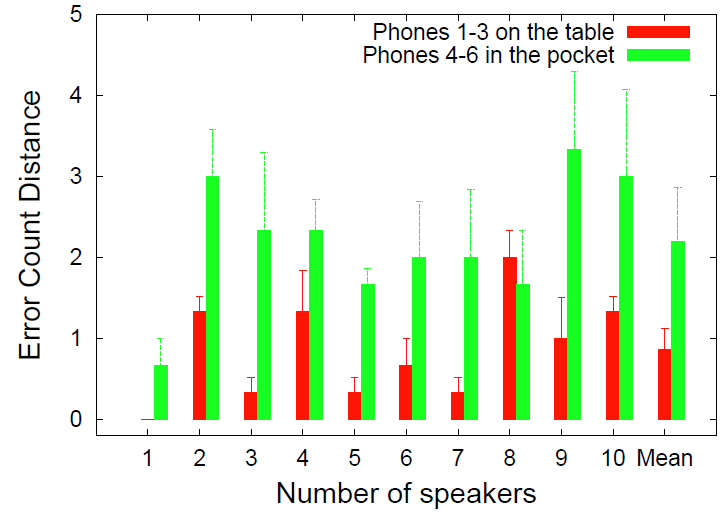 Phones 1-3 on the table
Phones 4-6 in the pocket
Error Count Distance
5
4
3
2
1
0
1 2 3 4 5 6 7 8 9 10 Mean
Number of speakers